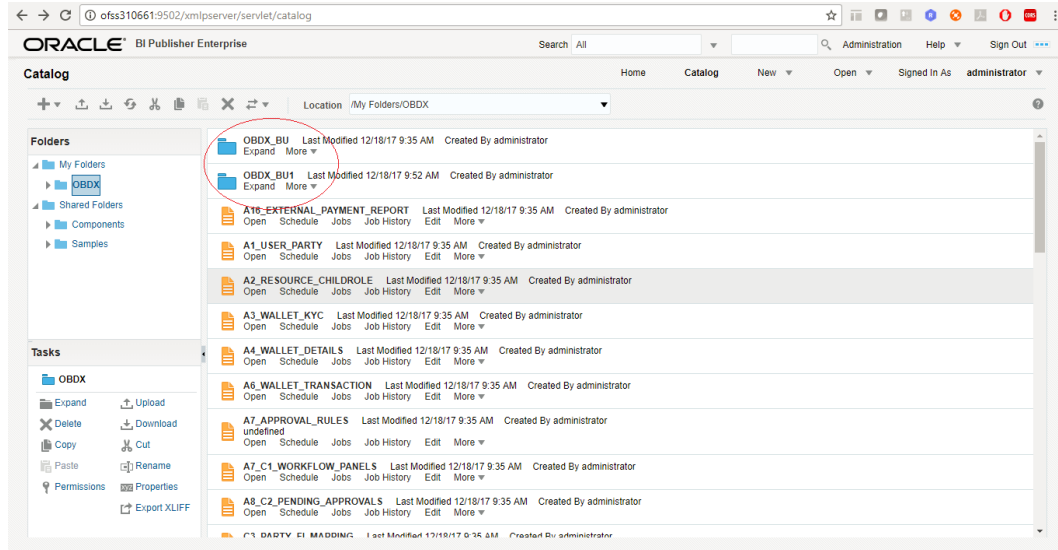 ofss310661:9502/xmlpserver/servlet/catalog
ORACLE BI Publisher Enterprise
Search All
Administration Help Sign Out
Catalog
Home Catalog New Open Signed In As administrator
Location /My Folders/OBDX
Folders
My Folders
OBDX
Shared Folders
Components
Samples
Tasks
OBDX
Expand Upload
Delete Download
Copy Cut
Paste Rename
Permissions Properties
Export XLIFF
OBDX_BU Last Modified 12/18/17 9:35 AM Created By administrator
Expand More
OBDX_BU1 Last Modified 12/18/17 9:52 AM Created By administrator
Expand More
A16_EXTERNAL_PAYMENT_REPORT Last Modified 12/18/17 9:35 AM Created By administrator
Open Schedule Jobs Job History Edit More
A1_USER_PARTY Last Modified 12/18/17 9:35 AM Created By administrator
Open Schedule Jobs Job History Edit More
A2_RESOURCE_CHILDROLE Last Modified 12/18/17 9:35 AM Created By administrator
Open Schedule Jobs Job History Edit More
A3_WALLET_KYC Last Modified 12/18/17 9:35 AM Created By administrator
Open Schedule Jobs Job History Edit More
A4_WALLET_DETAILS Last Modified 12/18/17 9:35 AM Created By administrator
Open Schedule Jobs Job History Edit More
A6_WALLET_TRANSACTION Last Modified 12/18/17 9:35 AM Created By administrator
Open Schedule Jobs Job History Edit More
A7_APPROVAL_RULES Last Modified 12/18/17 9:35 AM Created By administrator
undefined
Open Schedule Jobs Job History Edit More
A7_C1_WORKFLOW_PANELS Last Modified 12/18/17 9:35 AM Created By administrator
Open Schedule Jobs Job History Edit More
A8_C2_PENDING_APPROVALS Last Modified 12/18/17 9:35 AM Created By administrator
Open Schedule Jobs Job History Edit More
C3_PARTY_FI_MAPPING Last Modified 12/18/17 9:35 AM Created By administrator